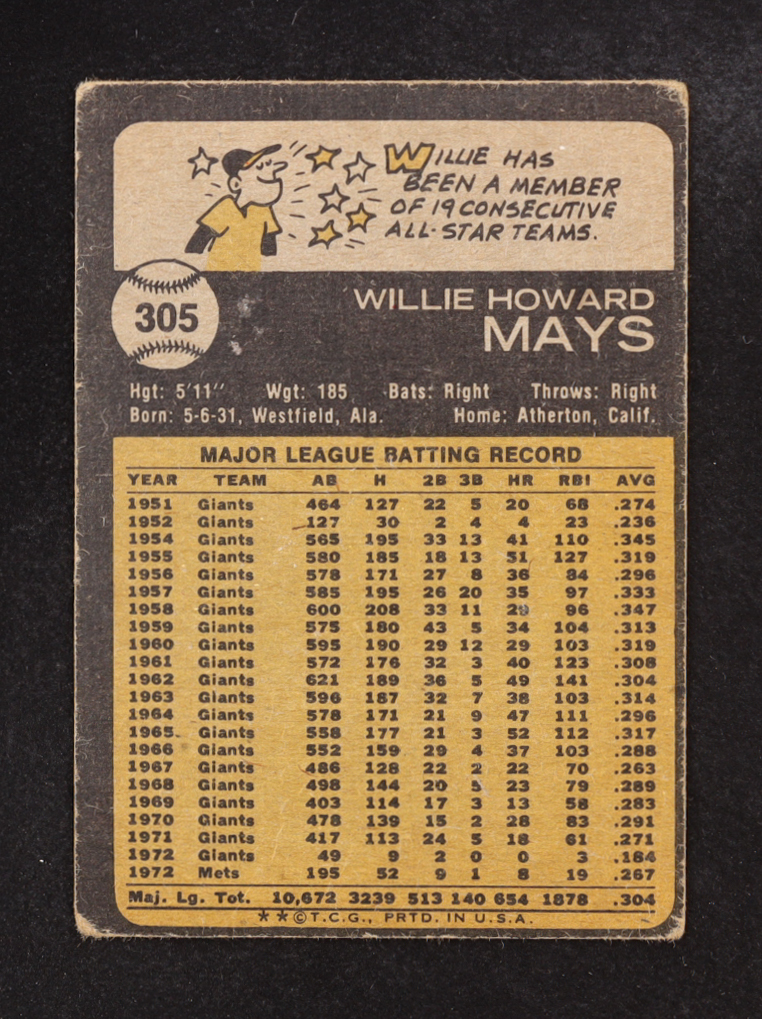 WILLIE HAS
BEEN A MEMBER
OF 19 CONSECUTIVE
ALL-STAR TEAMS.
305
WILLIE HOWARD
MAYS
Hgt: 5'11" Wgt: 185 Bats: Right Throws: Right
Born: 5-6-31, Westfield, Ala. Home: Atherton, Calif.
MAJOR LEAGUE BATTING RECORD
YEAR TEAM AB H 2B 3B HR RBI AVG
1951 Giants 464 127 22 5 20 68 .274
1952 Giants 127 30 2 4 4 23 .236
1954 Giants 565 195 33 13 41 110 .345
1955 Giants 580 185 18 13 51 127 .319
1956 Giants 578 171 27 8 36 84 .296
1957 Giants 585 195 26 20 35 97 .333
1958 Giants 600 208 33 11 29 96 .347
1959 Giants 575 180 43 5 34 104 .313
1960 Giants 595 190 29 12 29 103 .319
1961 Giants 572 176 32 3 40 123 .308
1962 Giants 621 189 36 5 49 141 .304
1963 Giants 596 187 32 7 38 103 .314
1964 Giants 578 171 21 9 47 111 .296
1965 Giants 558 177 21 3 52 112 .317
1966 Giants 552 159 29 4 37 103 .288
1967 Giants 486 128 22 2 22 70 .263
1968 Giants 498 144 20 5 23 79 .289
1969 Giants 403 114 17 3 13 58 .283
1970 Giants 478 139 15 2 28 83 .291
1971 Giants 417 113 24 5 18 61 .271
1972 Giants 49 9 2 0 0 3 .184
1972 Mets 195 52 9 1 8 19 .267
Maj. Lg. Tot. 10,672 3239 513 140 654 1878 .304
**©T.C.G., PRTD. IN U.S.A.